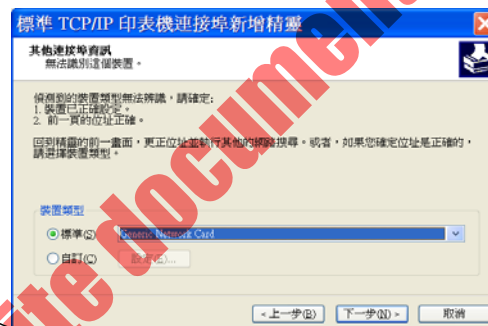 標準 TCP/IP 印表機連接埠新增精靈
其他連接埠資訊
無法識別這個裝置。
偵測到的裝置類型無法辨識，請確定:
1. 裝置已正確設定。
2. 前一頁的位址正確。
回到精靈的前一畫面，更正位址並執行其他的網路搜尋。或者，如果您確定位址是正確的，
請選擇裝置類型。
裝置類型
標準(S)
Generic Network Card
自訂(C)
設定(E)...
< 上一步(B)
下一步(N) >
取消
ate document